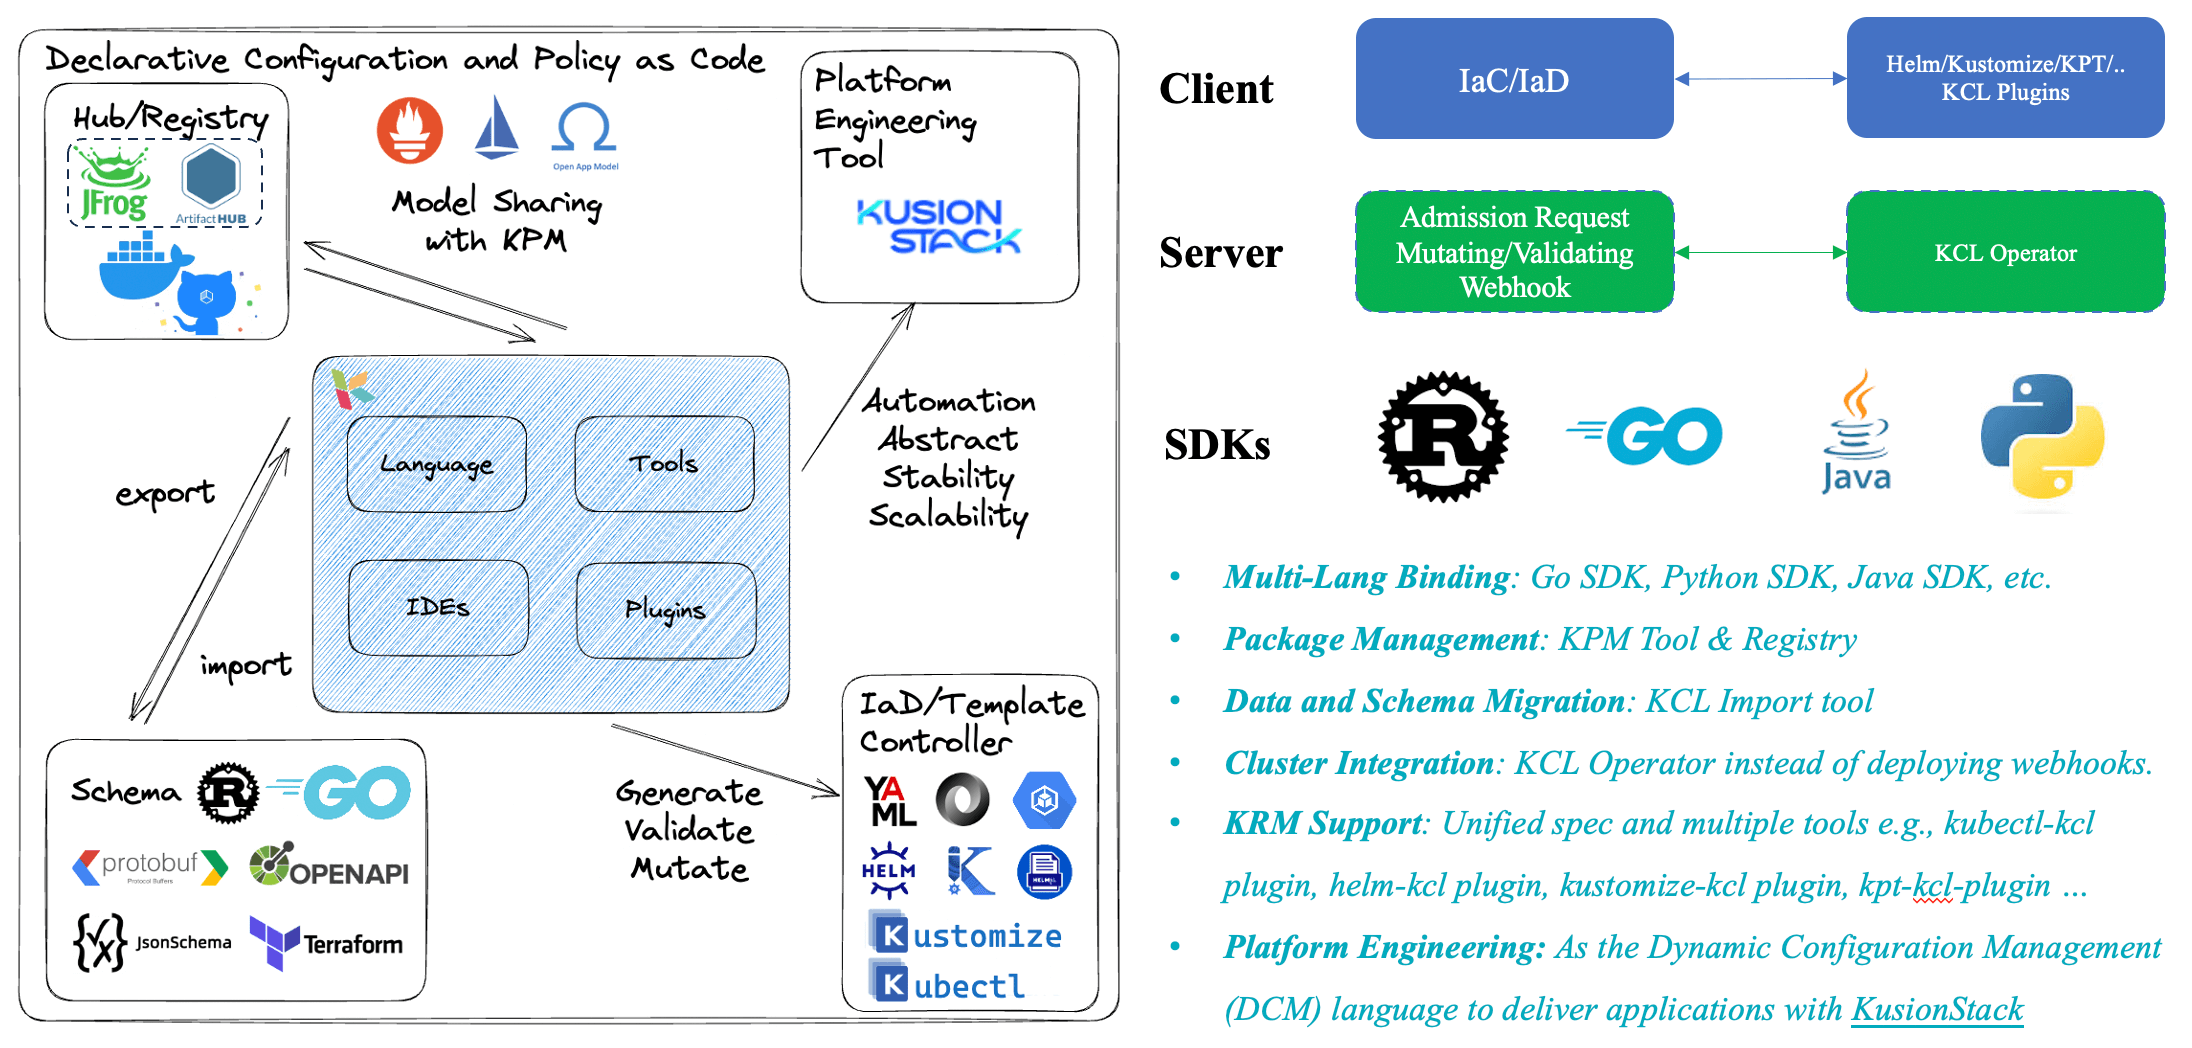 Declarative Configuration and Policy as Code
Hub/Registry
JFrog
Artifact HUB
Open App Model
Model Sharing
with KPM
Platform
Engineering
Tool
KUSION
STACK
Language
Tools
IDEs
Plugins
Automation
Abstract
Stability
Scalability
export
import
Schema
R
GO
protobuf
Protocol Buffers
OPENAPI
JsonSchema
Terraform
Generate
Validate
Mutate
IaD/Template
Controller
YA
ML
HELM
K
HELM
Kustomize
Kubectl
Client
IaC/IaD
Helm/Kustomize/KPT/..
KCL Plugins
Server
Admission Request
Mutating/Validating
Webhook
KCL Operator
SDKs
R
GO
Java
• Multi-Lang Binding: Go SDK, Python SDK, Java SDK, etc.
• Package Management: KPM Tool & Registry
• Data and Schema Migration: KCL Import tool
• Cluster Integration: KCL Operator instead of deploying webhooks.
• KRM Support: Unified spec and multiple tools e.g., kubectl-kcl
plugin, helm-kcl plugin, kustomize-kcl plugin, kpt-kcl-plugin …
• Platform Engineering: As the Dynamic Configuration Management
(DCM) language to deliver applications with KusionStack